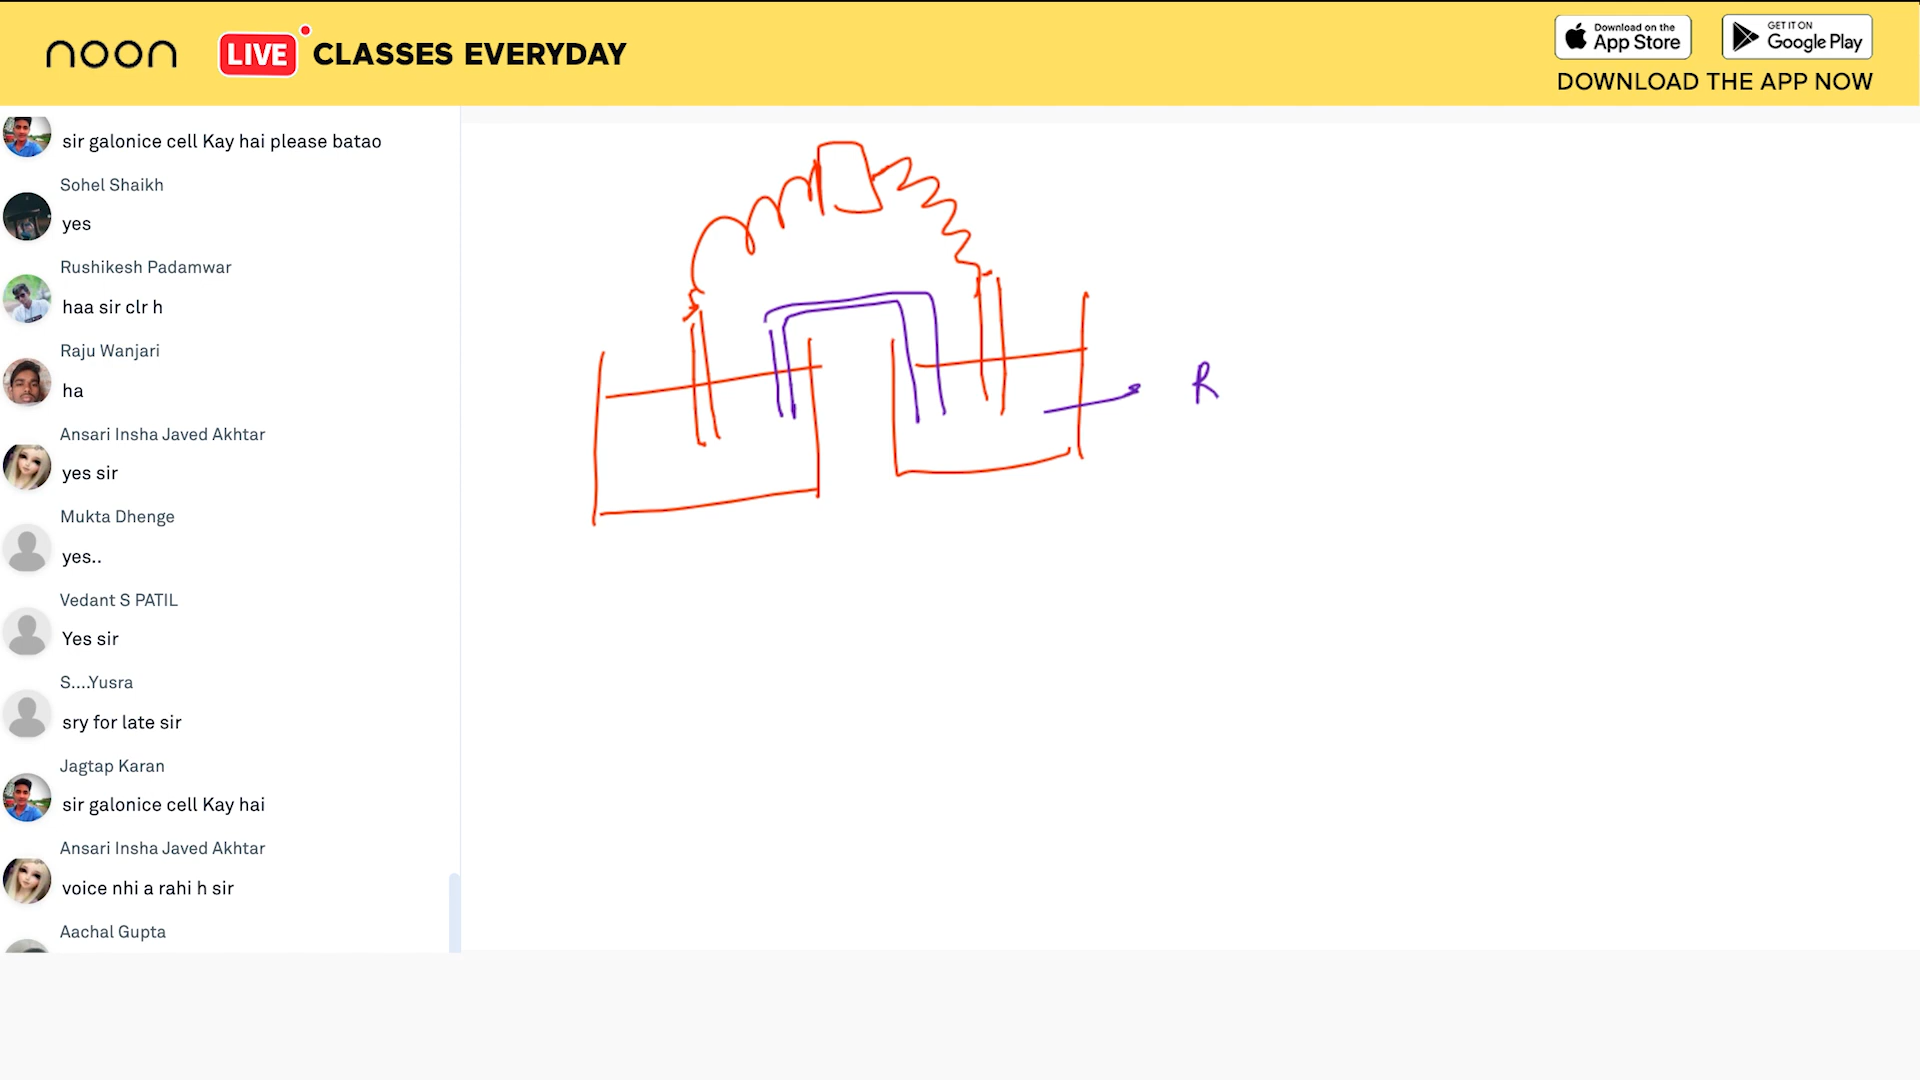 noon LIVE CLASSES EVERYDAY
Download on the
App Store
GET IT ON
Google Play
DOWNLOAD THE APP NOW
sir galonice cell Kay hai please batao
Sohel Shaikh
yes
Rushikesh Padamwar
haa sir clr h
Raju Wanjari
ha
Ansari Insha Javed Akhtar
yes sir
Mukta Dhenge
yes..
Vedant S PATIL
Yes sir
S....Yusra
sry for late sir
Jagtap Karan
sir galonice cell Kay hai
Ansari Insha Javed Akhtar
voice nhi a rahi h sir
Aachal Gupta
R